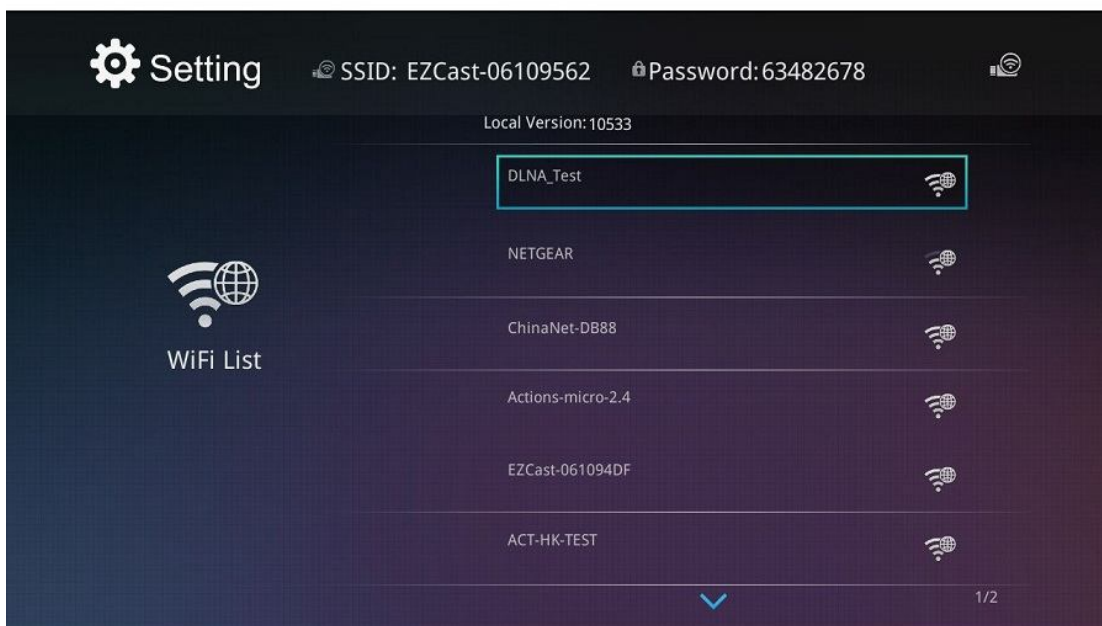 Setting SSID: EZCast-06109562 Password:63482678
Local Version:10533
DLNA_Test
NETGEAR
ChinaNet-DB88
WiFi List
Actions-micro-2.4
EZCast-061094DF
ACT-HK-TEST
1/2